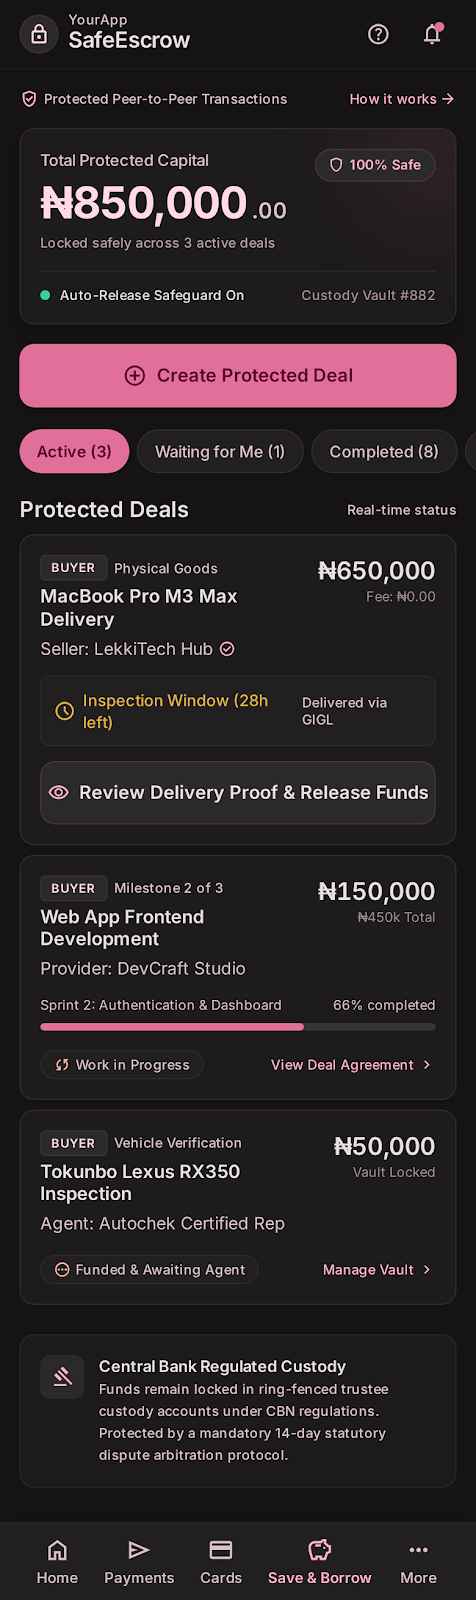 YourApp
SafeEscrow
Protected Peer-to-Peer Transactions
How it works →
Total Protected Capital
100% Safe
₦850,000 .00
Locked safely across 3 active deals
Auto-Release Safeguard On
Custody Vault #882
Create Protected Deal
Active (3)
Waiting for Me (1)
Completed (8)
Protected Deals
Real-time status
BUYER
Physical Goods
₦650,000
MacBook Pro M3 Max
Delivery
Fee: ₦0.00
Seller: LekkiTech Hub
Inspection Window (28h
left)
Delivered via
GIGL
Review Delivery Proof & Release Funds
BUYER
Milestone 2 of 3
₦150,000
Web App Frontend
Development
₦450k Total
Provider: DevCraft Studio
Sprint 2: Authentication & Dashboard
66% completed
Work in Progress
View Deal Agreement
BUYER
Vehicle Verification
₦50,000
Tokunbo Lexus RX350
Inspection
Vault Locked
Agent: Autochek Certified Rep
Funded & Awaiting Agent
Manage Vault
Central Bank Regulated Custody
Funds remain locked in ring-fenced trustee
custody accounts under CBN regulations.
Protected by a mandatory 14-day statutory
dispute arbitration protocol.
Home
Payments
Cards
Save & Borrow
More